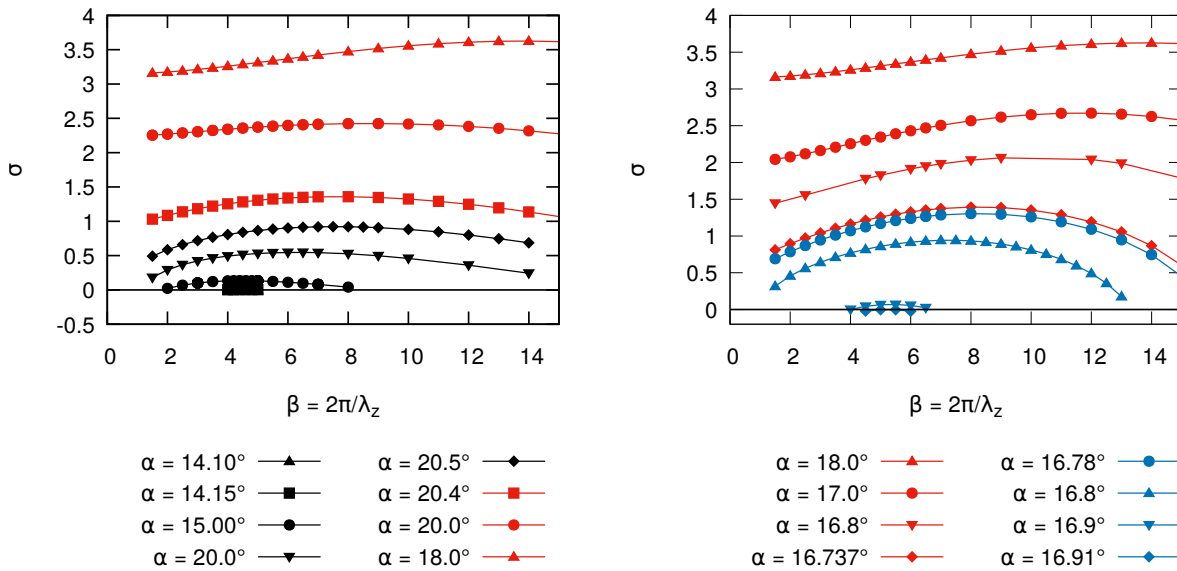 4
3.5
3
2.5
2
1.5
1
0.5
0
-0.5
σ
0 2 4 6 8 10 12 14
β = 2π/λz
α = 14.10°
α = 14.15°
α = 15.00°
α = 20.0°
α = 20.5°
α = 20.4°
α = 20.0°
α = 18.0°
4
3.5
3
2.5
2
1.5
1
0.5
0
σ
0 2 4 6 8 10 12 14
β = 2π/λz
α = 18.0°
α = 17.0°
α = 16.8°
α = 16.737°
α = 16.78°
α = 16.8°
α = 16.9°
α = 16.91°